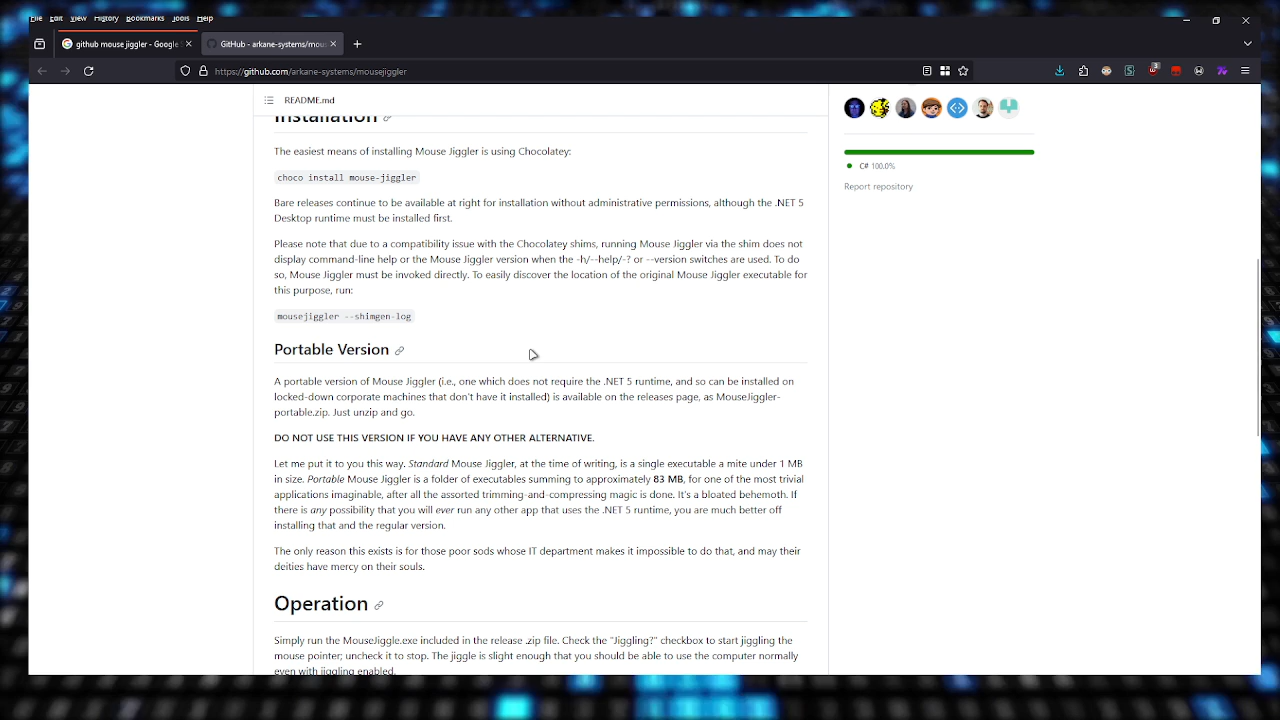 File Edit View History Bookmarks Tools Help
github mouse jiggler - Google
GitHub - arkane-systems/mou
https://github.com/arkane-systems/mousejiggler
3
README.md
Installation
The easiest means of installing Mouse Jiggler is using Chocolatey:
choco install mouse-jiggler
Bare releases continue to be available at right for installation without administrative permissions, although the .NET 5
Desktop runtime must be installed first.
Please note that due to a compatibility issue with the Chocolatey shims, running Mouse Jiggler via the shim does not
display command-line help or the Mouse Jiggler version when the -h/--help/-? or --version switches are used. To do
so, Mouse Jiggler must be invoked directly. To easily discover the location of the original Mouse Jiggler executable for
this purpose, run:
mousejiggler --shimgen-log
Portable Version
A portable version of Mouse Jiggler (i.e., one which does not require the .NET 5 runtime, and so can be installed on
locked-down corporate machines that don't have it installed) is available on the releases page, as MouseJiggler-
portable.zip. Just unzip and go.
DO NOT USE THIS VERSION IF YOU HAVE ANY OTHER ALTERNATIVE.
Let me put it to you this way. Standard Mouse Jiggler, at the time of writing, is a single executable a mite under 1 MB
in size. Portable Mouse Jiggler is a folder of executables summing to approximately 83 MB, for one of the most trivial
applications imaginable, after all the assorted trimming-and-compressing magic is done. It's a bloated behemoth. If
there is any possibility that you will ever run any other app that uses the .NET 5 runtime, you are much better off
installing that and the regular version.
The only reason this exists is for those poor sods whose IT department makes it impossible to do that, and may their
deities have mercy on their souls.
Operation
Simply run the MouseJiggle.exe included in the release .zip file. Check the "Jiggling?" checkbox to start jiggling the
mouse pointer; uncheck it to stop. The jiggle is slight enough that you should be able to use the computer normally
even with jiggling enabled.
C# 100.0%
Report repository